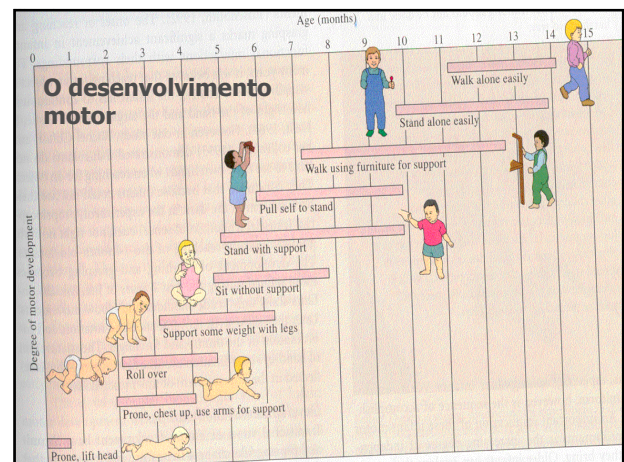 Age (months)
0 1 2 3 4 5 6 7 8 9 10 11 12 13 14 15
O desenvolvimento
motor
Walk alone easily
Stand alone easily
Walk using furniture for support
Pull self to stand
Stand with support
Sit without support
Support some weight with legs
Roll over
Prone, chest up, use arms for support
Prone, lift head
Degree of motor development